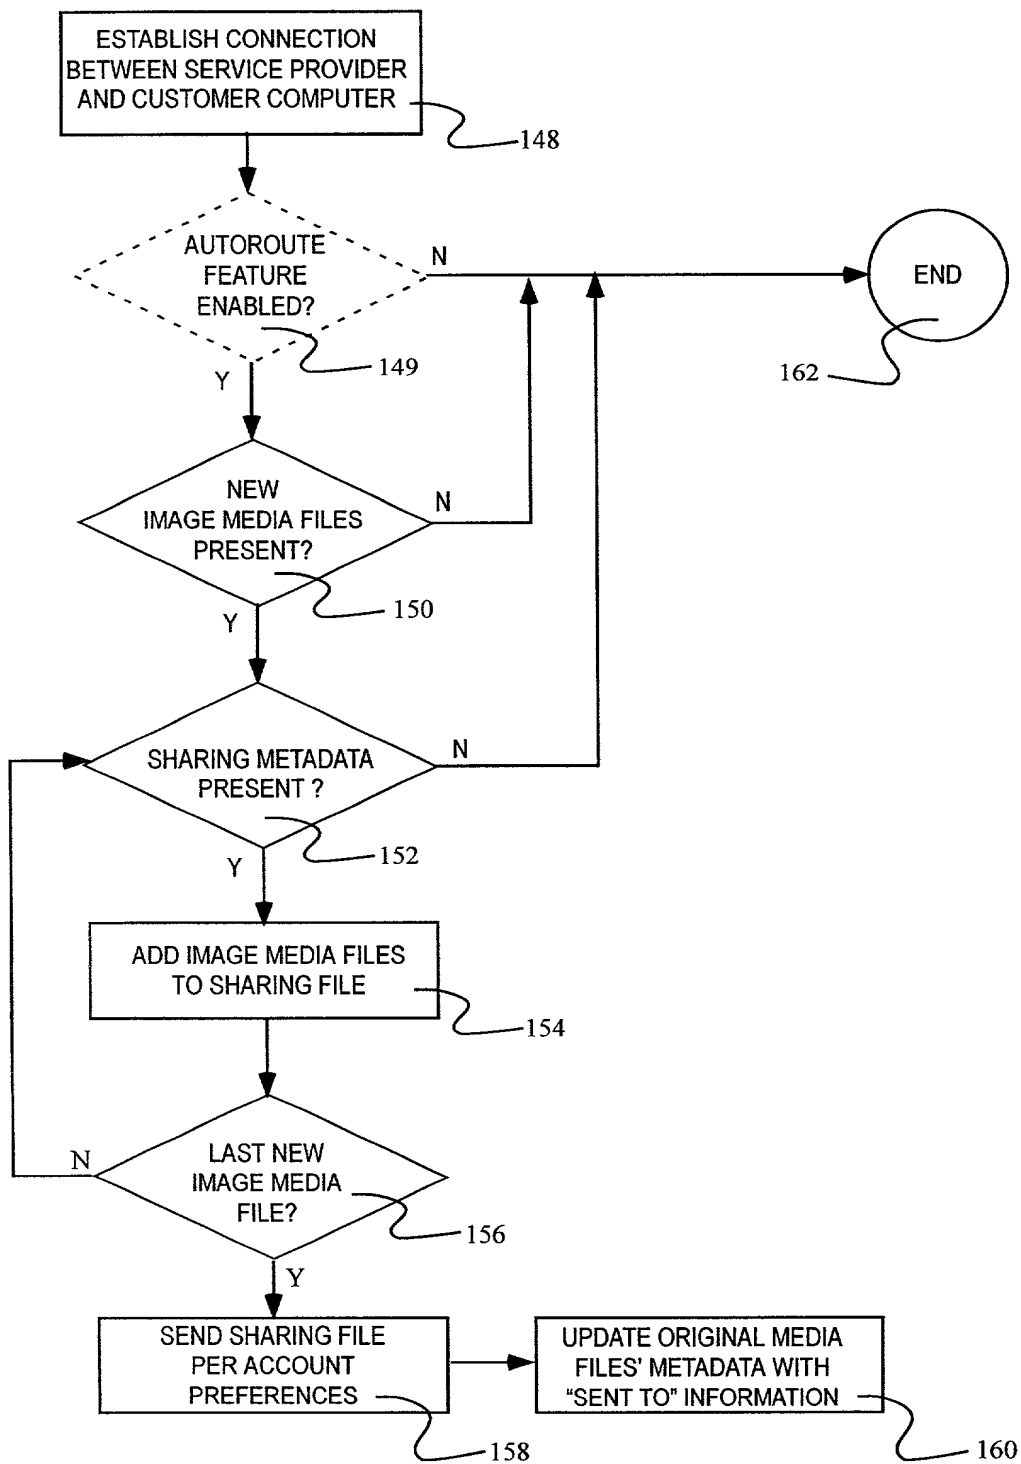 ESTABLISH CONNECTION
BETWEEN SERVICE PROVIDER
AND CUSTOMER COMPUTER
148
AUTOROUTE
FEATURE
ENABLED?
N
END
149
162
Y
NEW
IMAGE MEDIA FILES
PRESENT?
N
150
Y
SHARING METADATA
PRESENT ?
N
152
Y
ADD IMAGE MEDIA FILES
TO SHARING FILE
154
LAST NEW
IMAGE MEDIA
FILE?
N
156
Y
SEND SHARING FILE
PER ACCOUNT
PREFERENCES
158
UPDATE ORIGINAL MEDIA
FILES' METADATA WITH
“SENT TO” INFORMATION
160